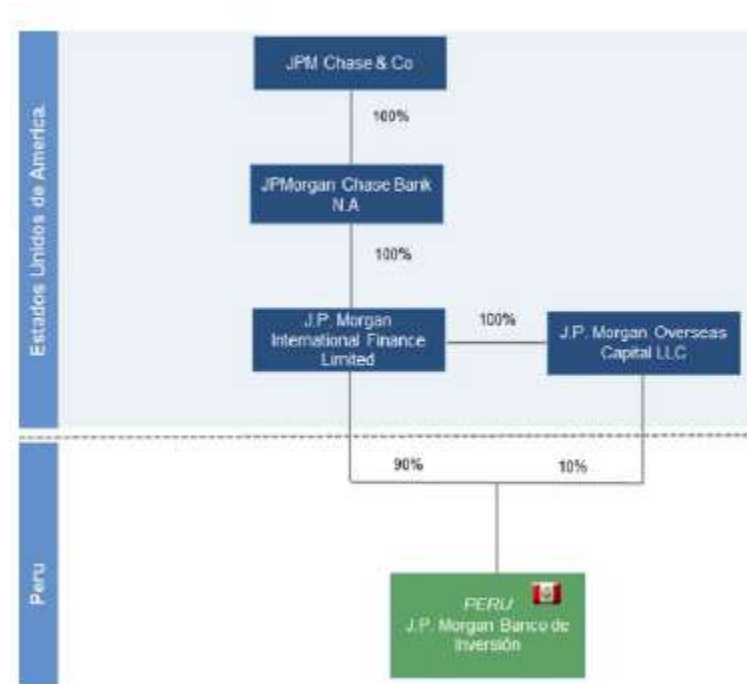 JPM Chase & Co
100%
JPMorgan Chase Bank
N.A
100%
J.P. Morgan
International Finance
Limited
100%
J.P. Morgan Overseas
Capital LLC
Estados Unidos de America
90%
10%
Peru
PERU
J.P. Morgan Banco de
Inversión